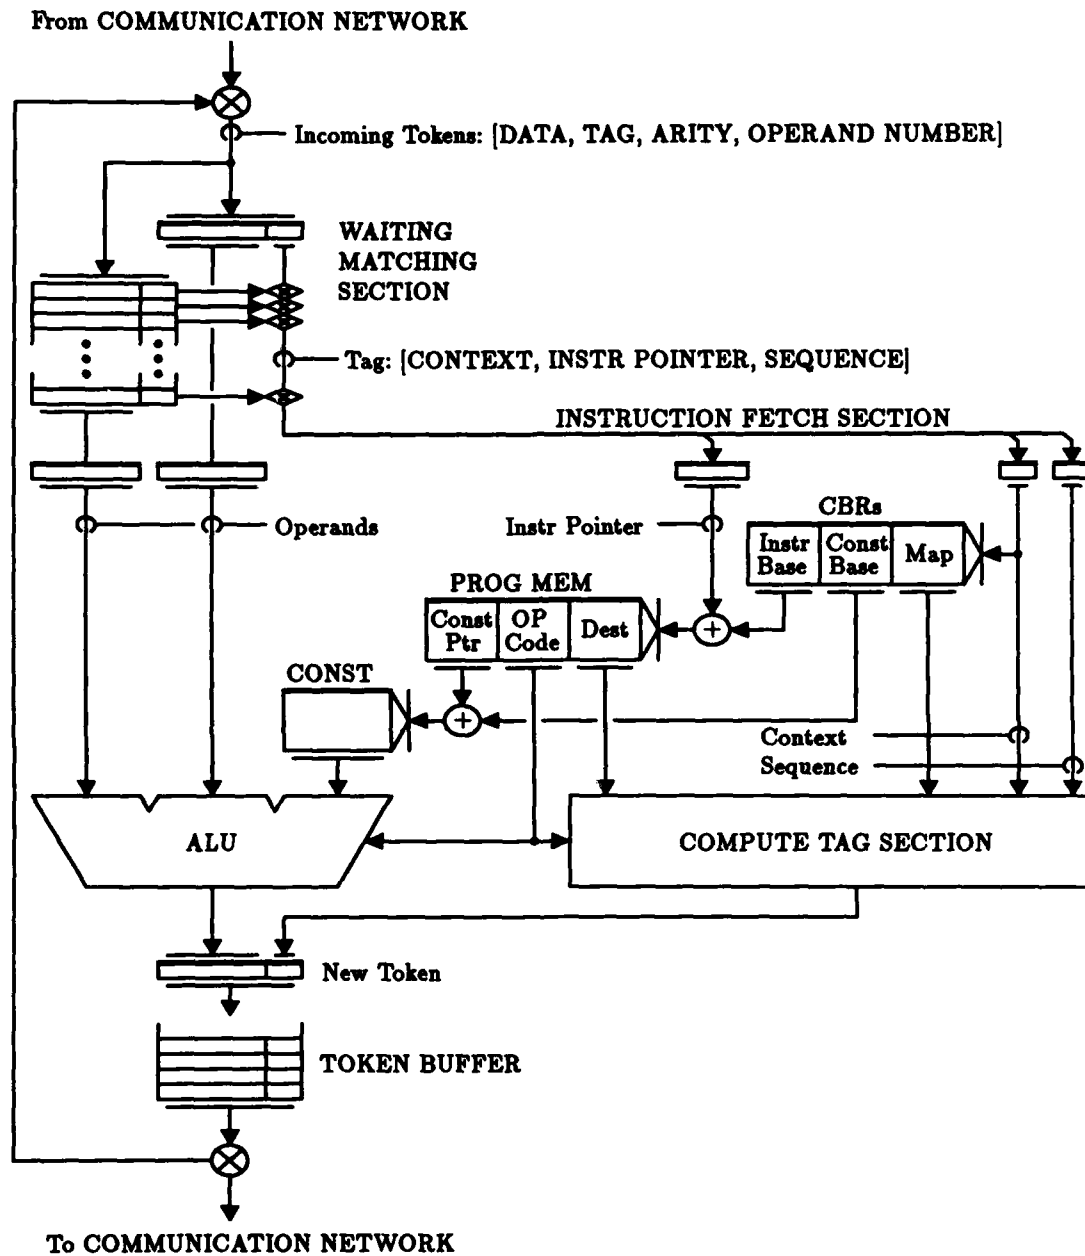 From COMMUNICATION NETWORK
Incoming Tokens: [DATA, TAG, ARITY, OPERAND NUMBER]
WAITING
MATCHING
SECTION
Tag: [CONTEXT, INSTR POINTER, SEQUENCE]
INSTRUCTION FETCH SECTION
Operands
Instr Pointer
CBRs
Instr
Base
Const
Base
Map
PROG MEM
Const
Ptr
OP
Code
Dest
+
CONST
+
Context
Sequence
ALU
COMPUTE TAG SECTION
New Token
TOKEN BUFFER
To COMMUNICATION NETWORK